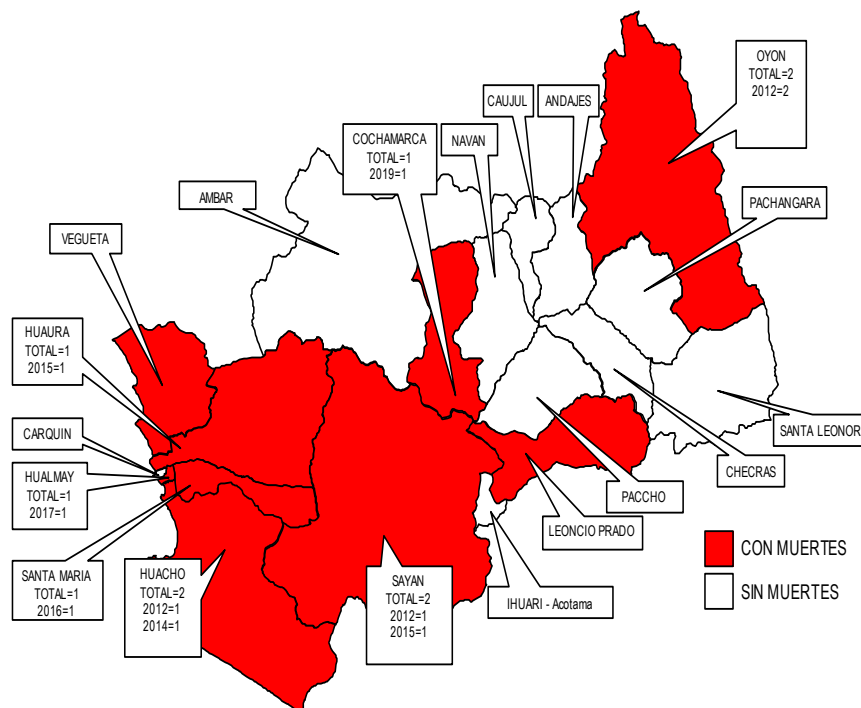 OYON
TOTAL=2
2012=2
CAUJUL
ANDAJES
COCHAMARCA
TOTAL=1
2019=1
NAVAN
AMBAR
PACHANGARA
VEGUETA
HUAURA
TOTAL=1
2015=1
CARQUIN
SANTA LEONOR
HUALMAY
TOTAL=1
2017=1
CHECRAS
PACCHO
LEONCIO PRADO
SANTA MARIA
TOTAL=1
2016=1
HUACHO
TOTAL=2
2012=1
2014=1
SAYAN
TOTAL=2
2012=1
2015=1
IHUARI - Acotama
CON MUERTES
SIN MUERTES